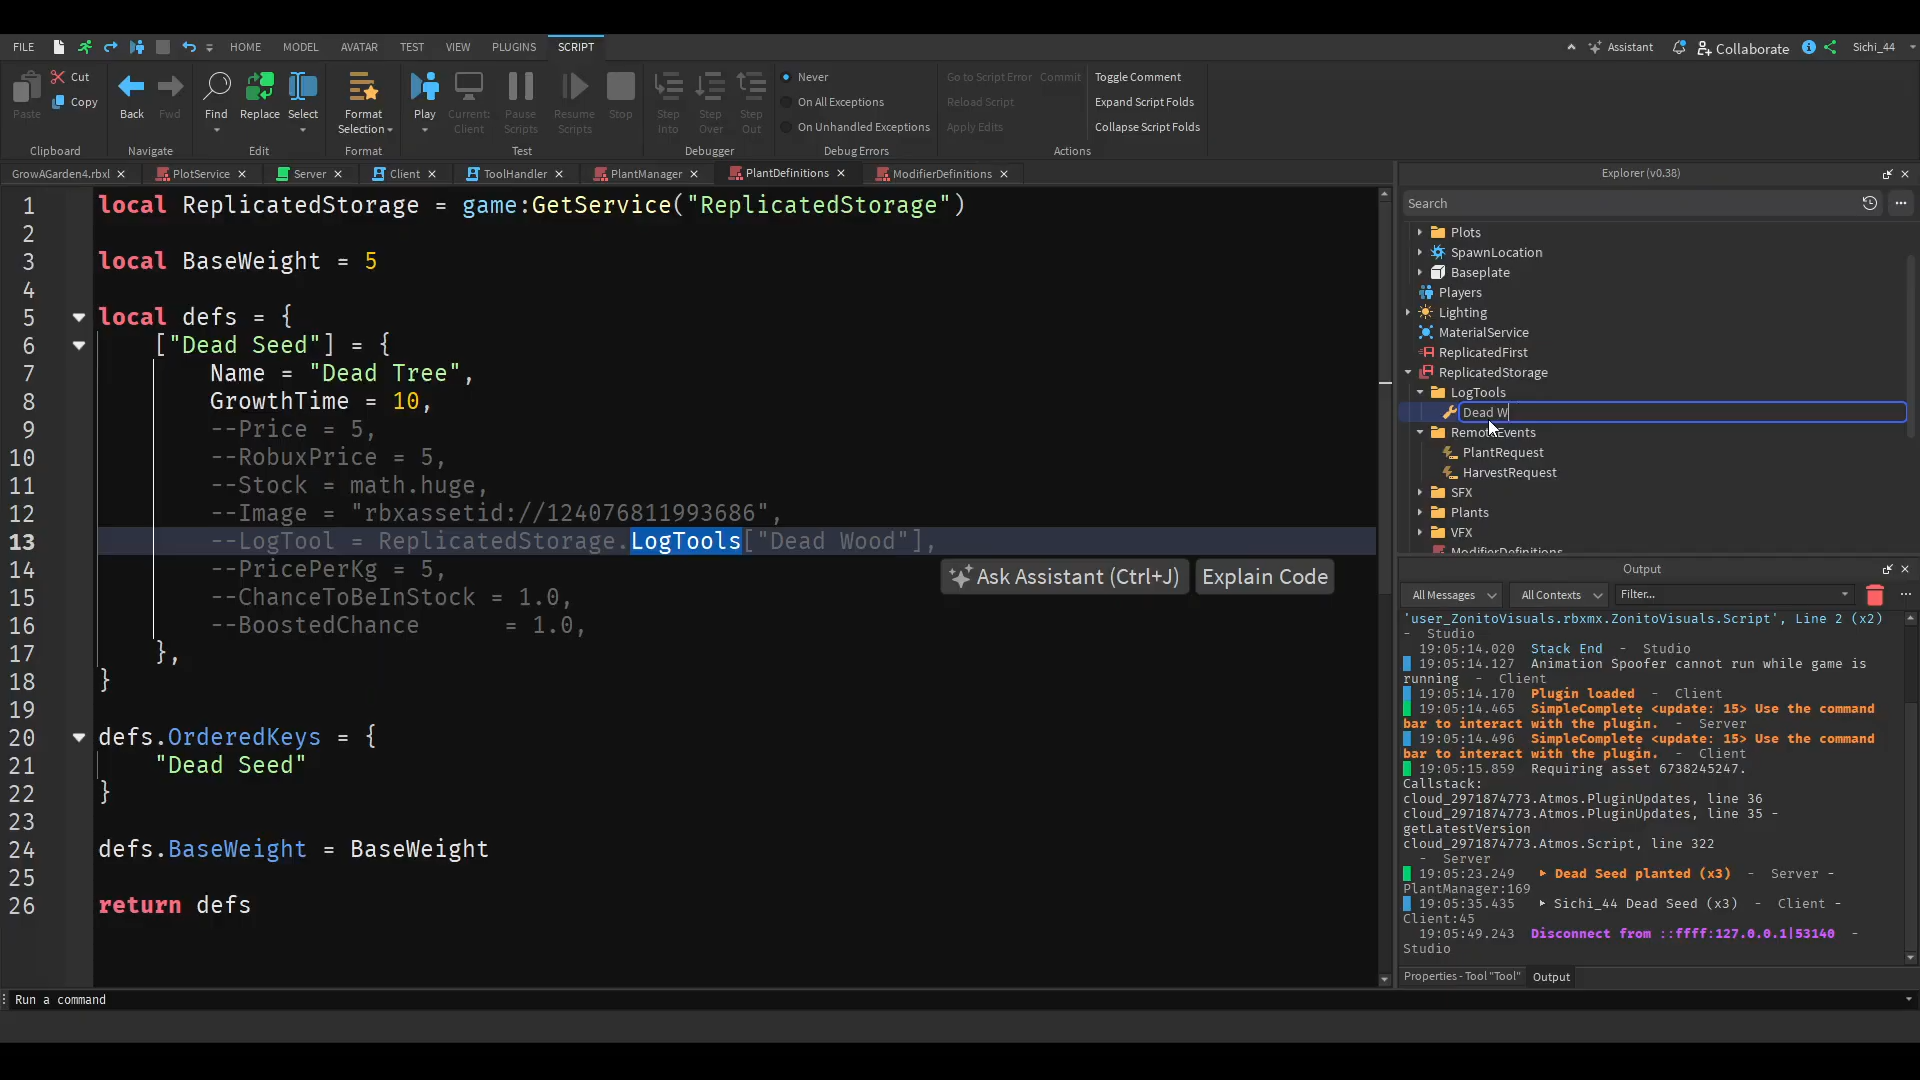 FILE HOME MODEL AVATAR TEST VIEW PLUGINS SCRIPT Assistant Collaborate Sichi_44
Paste Cut Copy Back Fwd Find Replace Select Format Selection Play Current: Client Pause Scripts Resume Scripts Stop Step Into Step Over Step Out
Never
On All Exceptions
On Unhandled Exceptions
Go to Script Error Commit
Reload Script
Apply Edits
Toggle Comment
Expand Script Folds
Collapse Script Folds
Clipboard Navigate Edit Format Test Debugger Debug Errors Actions
GrowAGarden4.rbxl PlotService Server Client ToolHandler PlantManager PlantDefinitions ModifierDefinitions
1 local ReplicatedStorage = game:GetService("ReplicatedStorage")
2
3 local BaseWeight = 5
4
5 local defs = {
6 ["Dead Seed"] = {
7 Name = "Dead Tree",
8 GrowthTime = 10,
9 --Price = 5,
10 --RobuxPrice = 5,
11 --Stock = math.huge,
12 --Image = "rbxassetid://124076811993686",
13 --LogTool = ReplicatedStorage.LogTools["Dead Wood"],
14 --PricePerKg = 5,
Ask Assistant (Ctrl+J) Explain Code
15 --ChanceToBeInStock = 1.0,
16 --BoostedChance = 1.0,
17 },
18 }
19
20 defs.OrderedKeys = {
21 "Dead Seed"
22 }
23
24 defs.BaseWeight = BaseWeight
25
26 return defs
Explorer (v0.38)
Search
Plots
SpawnLocation
Baseplate
Players
Lighting
MaterialService
ReplicatedFirst
ReplicatedStorage
LogTools
Dead W
RemoteEvents
PlantRequest
HarvestRequest
SFX
Plants
VFX
ModifierDefinitions
Output
All Messages All Contexts Filter...
'user_ZonitoVisuals.rbxmx.ZonitoVisuals.Script', Line 2 (x2)
- Studio
19:05:14.020 Stack End - Studio
19:05:14.127 Animation Spoofer cannot run while game is
running - Client
19:05:14.170 Plugin loaded - Client
19:05:14.465 SimpleComplete <update: 15> Use the command
bar to interact with the plugin. - Server
19:05:14.496 SimpleComplete <update: 15> Use the command
bar to interact with the plugin. - Client
19:05:15.859 Requiring asset 6738245247.
Callstack:
cloud_2971874773.Atmos.PluginUpdates, line 36
cloud_2971874773.Atmos.PluginUpdates, line 35 -
getLatestVersion
cloud_2971874773.Atmos.Script, line 322
- Server
19:05:23.249 Dead Seed planted (x3) - Server -
PlantManager:169
19:05:35.435 Sichi_44 Dead Seed (x3) - Client -
Client:45
19:05:49.243 Disconnect from ::ffff:127.0.0.1|53140 -
Studio
Properties - Tool "Tool" Output
Run a command